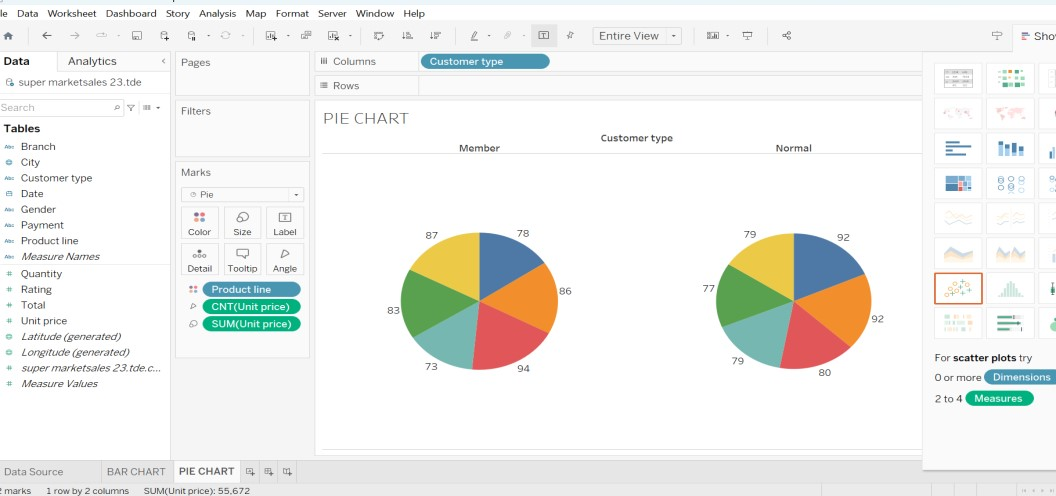 le Data Worksheet Dashboard Story Analysis Map Format Server Window Help
Entire View
Show
Data Analytics
super marketsales 23.tde
Search
Tables
Abc Branch
City
Abc Customer type
Date
Abc Gender
Abc Payment
Abc Product line
Abc Measure Names
# Quantity
# Rating
# Total
# Unit price
Latitude (generated)
Longitude (generated)
# super marketsales 23.tde.c...
# Measure Values
Pages
Filters
Marks
Pie
Color Size Label
Detail Tooltip Angle
Product line
CNT(Unit price)
SUM(Unit price)
Columns Customer type
Rows
PIE CHART
Customer type
Member Normal
87 78 86 94 73 83
79 92 92 80 79 77
For scatter plots try
0 or more Dimensions
2 to 4 Measures
Data Source BAR CHART PIE CHART
2 marks 1 row by 2 columns SUM(Unit price): 55,672